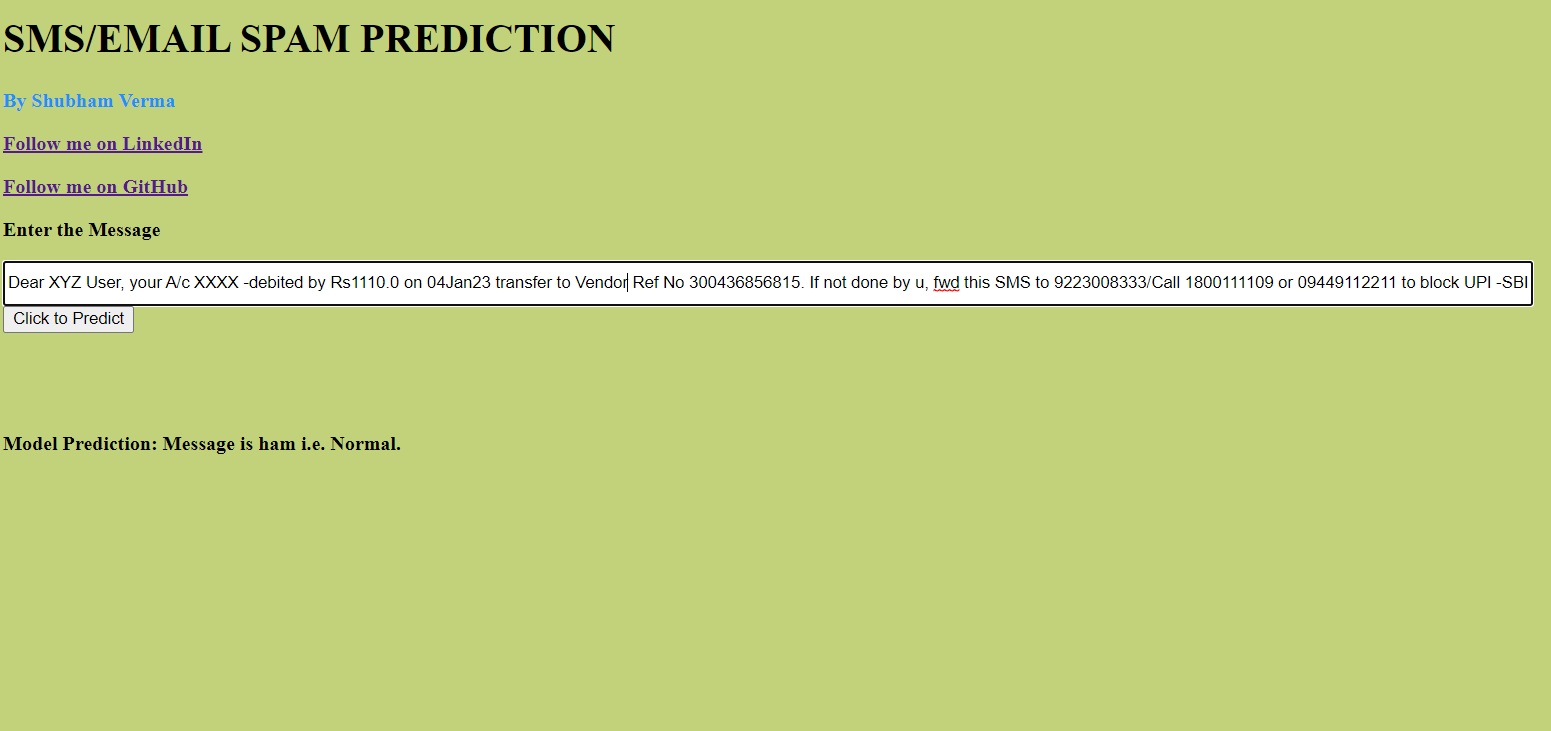 SMS/EMAIL SPAM PREDICTION
By Shubham Verma
Follow me on LinkedIn
Follow me on GitHub
Enter the Message
Dear XYZ User, your A/c XXXX -debited by Rs1110.0 on 04Jan23 transfer to Vendor Ref No 300436856815. If not done by u, fwd this SMS to 9223008333/Call 1800111109 or 09449112211 to block UPI -SBI
Click to Predict
Model Prediction: Message is ham i.e. Normal.